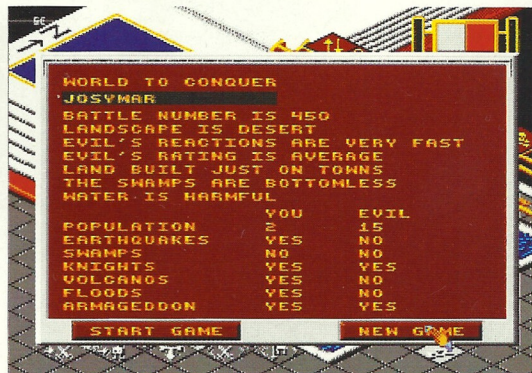 WORLD TO CONQUER
JOSYMAR
BATTLE NUMBER IS 450
LANDSCAPE IS DESERT
EVIL'S REACTIONS ARE VERY FAST
EVIL'S RATING IS AVERAGE
LAND BUILT JUST ON TOWNS
THE SWAMPS ARE BOTTOMLESS
WATER IS HARMFUL
YOU EVIL
POPULATION 2 15
EARTHQUAKES YES NO
SWAMPS NO NO
KNIGHTS YES YES
VOLCANOS YES NO
FLOODS YES NO
ARMAGEDDON YES YES
START GAME NEW GAME